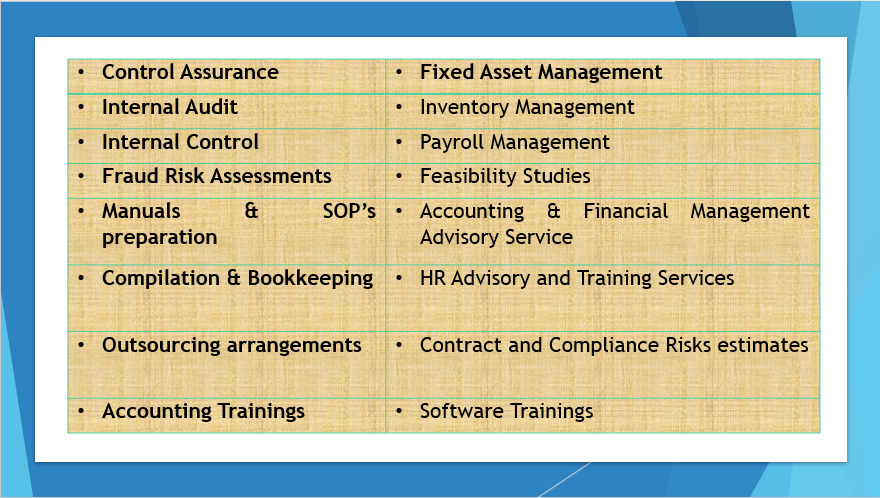 • Control Assurance
• Fixed Asset Management
• Internal Audit
• Inventory Management
• Internal Control
• Payroll Management
• Fraud Risk Assessments
• Feasibility Studies
• Manuals & SOP’s
preparation
• Accounting & Financial Management
Advisory Service
• Compilation & Bookkeeping
• HR Advisory and Training Services
• Outsourcing arrangements
• Contract and Compliance Risks estimates
• Accounting Trainings
• Software Trainings